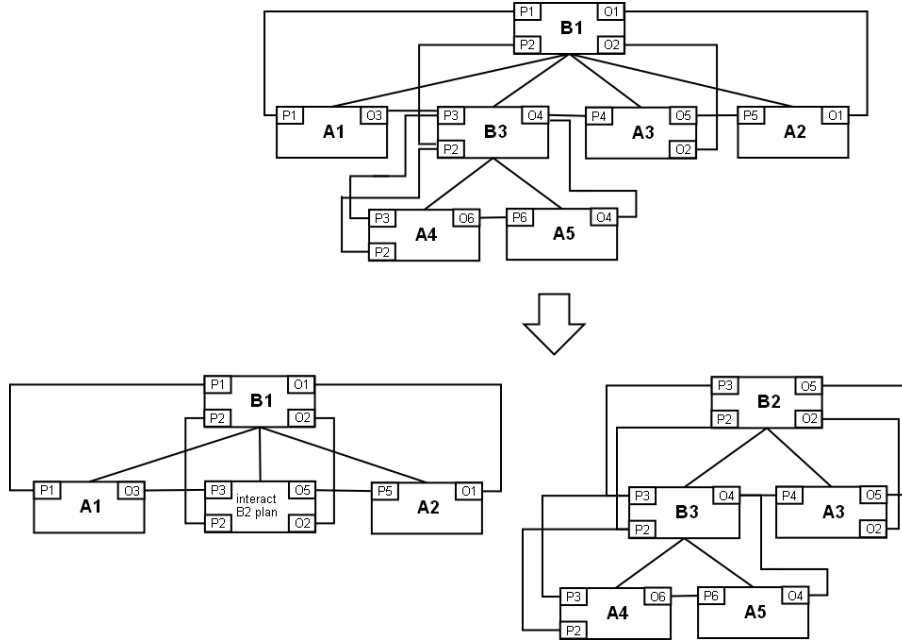 P1 O1
B1
P2 O2
P1 O3 P3 O4 P4 O5 P5 O1
A1 B3 A3 A2
P2 O2
P3 O6 P6 O4
A4 A5
P2
P1 O1
B1
P2 O2
P1 O3 P3 O5 P5 O1
A1 interact A2
B2 plan
P2 O2
P3 O5
B2
P2 O2
P3 O4 P4 O5
B3 A3
P2 O2
P3 O6 P6 O4
A4 A5
P2